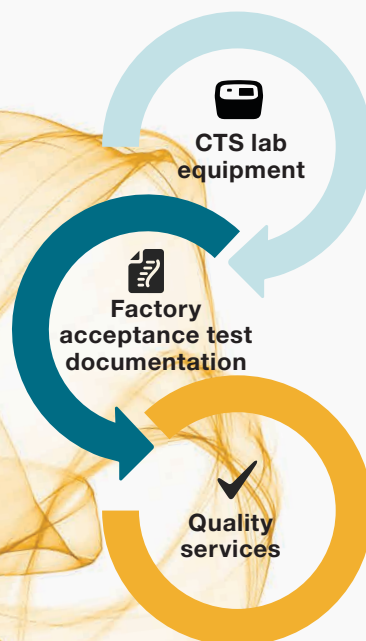 CTS lab
equipment
Factory
acceptance test
documentation
Quality
services